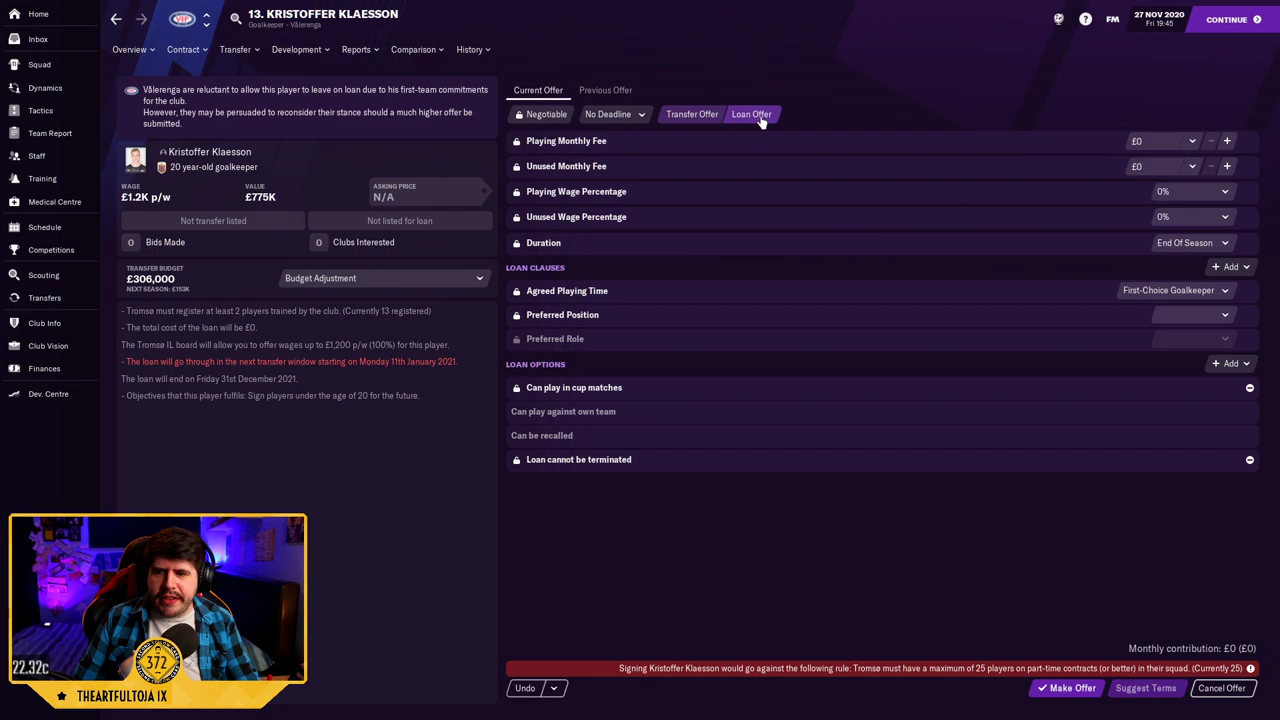 Home
Inbox
Squad
Dynamics
Tactics
Team Report
Staff
Training
Medical Centre
Schedule
Competitions
Scouting
Transfers
Club Info
Club Vision
Finances
Dev. Centre
VIF
13. KRISTOFFER KLAESSON
Goalkeeper - Vålerenga
?
FM
27 NOV 2020
Fri 19:45
CONTINUE
Overview
Contract
Transfer
Development
Reports
Comparison
History
Vålerenga are reluctant to allow this player to leave on loan due to his first-team commitments
for the club.
However, they may be persuaded to reconsider their stance should a much higher offer be
submitted.
Kristoffer Klaesson
20 year-old goalkeeper
WAGE
£1.2K p/w
VALUE
£775K
ASKING PRICE
N/A
Not transfer listed
Not listed for loan
0 Bids Made
0 Clubs Interested
TRANSFER BUDGET
£306,000
NEXT SEASON: £153K
Budget Adjustment
- Tromsø must register at least 2 players trained by the club. (Currently 13 registered)
- The total cost of the loan will be £0.
The Tromsø IL board will allow you to offer wages up to £1,200 p/w (100%) for this player.
- The loan will go through in the next transfer window starting on Monday 11th January 2021.
The loan will end on Friday 31st December 2021.
- Objectives that this player fulfils: Sign players under the age of 20 for the future.
Current Offer
Previous Offer
Negotiable
No Deadline
Transfer Offer
Loan Offer
Playing Monthly Fee £0 − +
Unused Monthly Fee £0 − +
Playing Wage Percentage 0%
Unused Wage Percentage 0%
Duration End Of Season
LOAN CLAUSES + Add
Agreed Playing Time First-Choice Goalkeeper
Preferred Position
Preferred Role
LOAN OPTIONS + Add
Can play in cup matches
Can play against own team
Can be recalled
Loan cannot be terminated
Monthly contribution: £0 (£0)
Signing Kristoffer Klaesson would go against the following rule: Tromsø must have a maximum of 25 players on part-time contracts (or better) in their squad. (Currently 25)
Undo
Make Offer
Suggest Terms
Cancel Offer
22.32c
372
THEARTFULTOJA IX